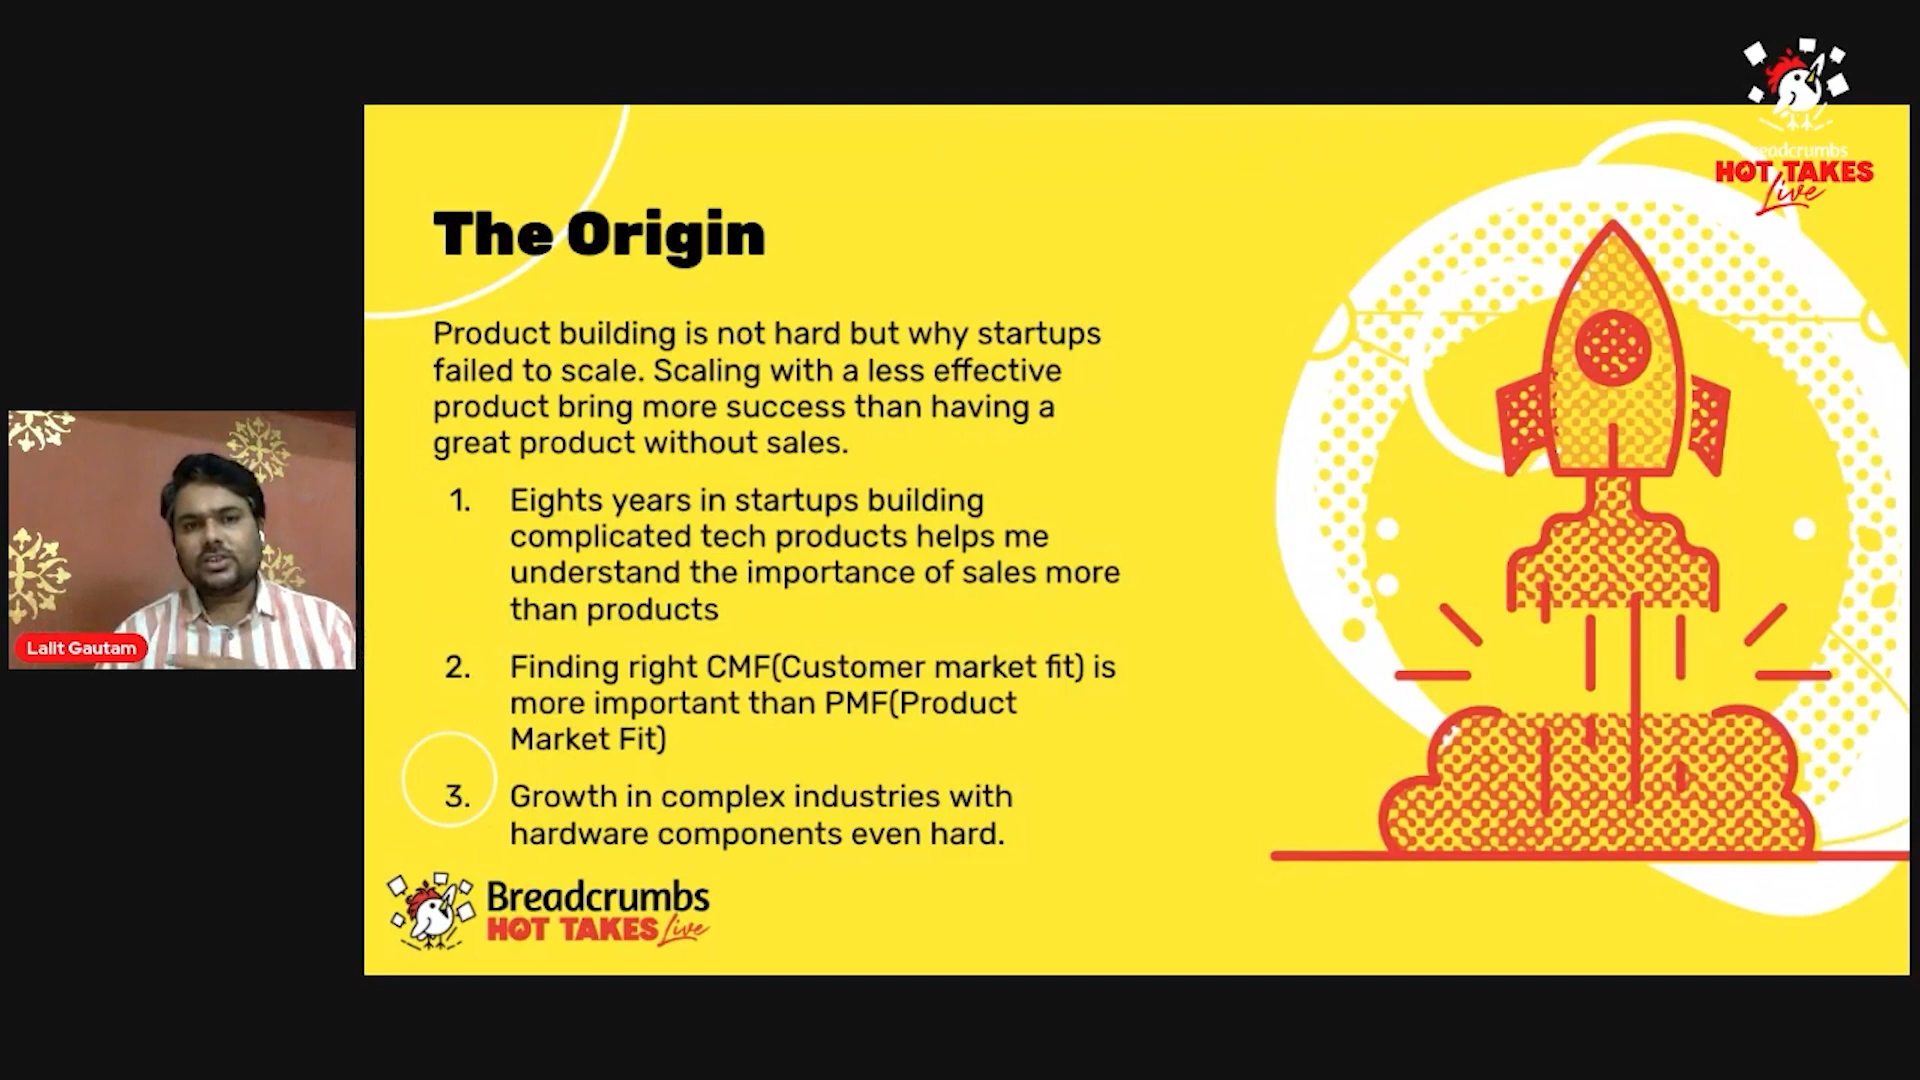 Breadcrumbs
HOT TAKES
Live
The Origin
Product building is not hard but why startups
failed to scale. Scaling with a less effective
product bring more success than having a
great product without sales.
1. Eights years in startups building
complicated tech products helps me
understand the importance of sales more
than products
2. Finding right CMF(Customer market fit) is
more important than PMF(Product
Market Fit)
3. Growth in complex industries with
hardware components even hard.
Lalit Gautam
Breadcrumbs
HOT TAKES Live